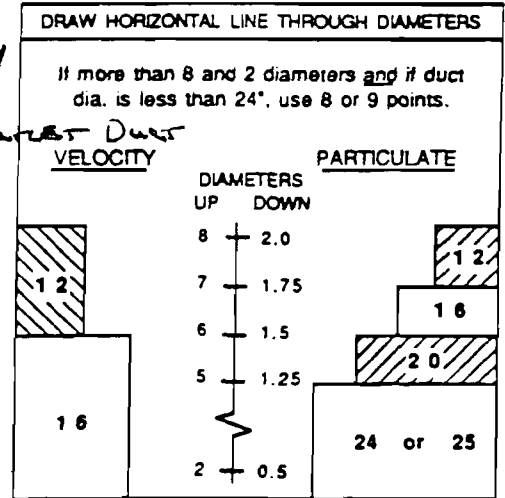 DRAW HORIZONTAL LINE THROUGH DIAMETERS
If more than 8 and 2 diameters and if duct
dia. is less than 24", use 8 or 9 points.
Duct
VELOCITY
PARTICULATE
DIAMETERS
UP DOWN
8 2.0
7 1.75
6 1.5
5 1.25
2 0.5
12
16
12
16
20
24 or 25